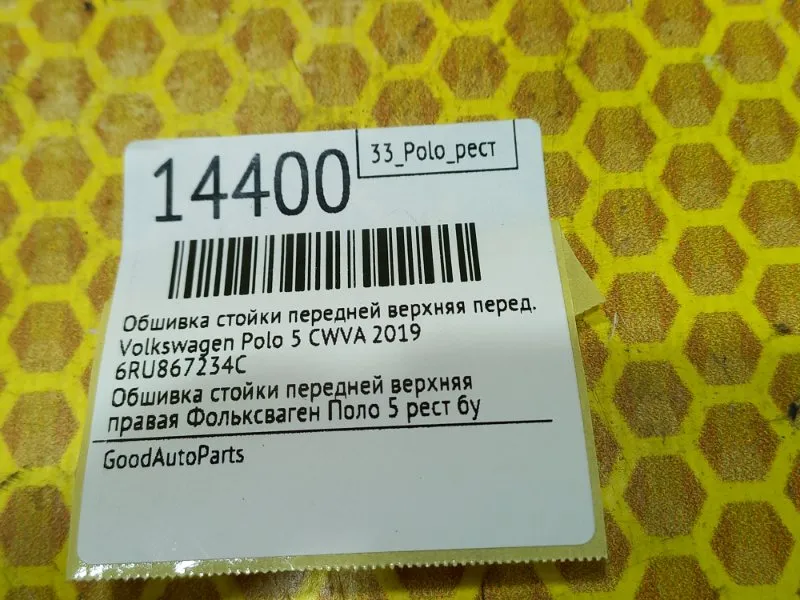 33_Polo_рест
14400
Обшивка стойки передней верхняя перед.
Volkswagen Polo 5 CWVA 2019
6RU867234C
Обшивка стойки передней верхняя
правая Фольксваген Поло 5 рест бу
GoodAutoParts